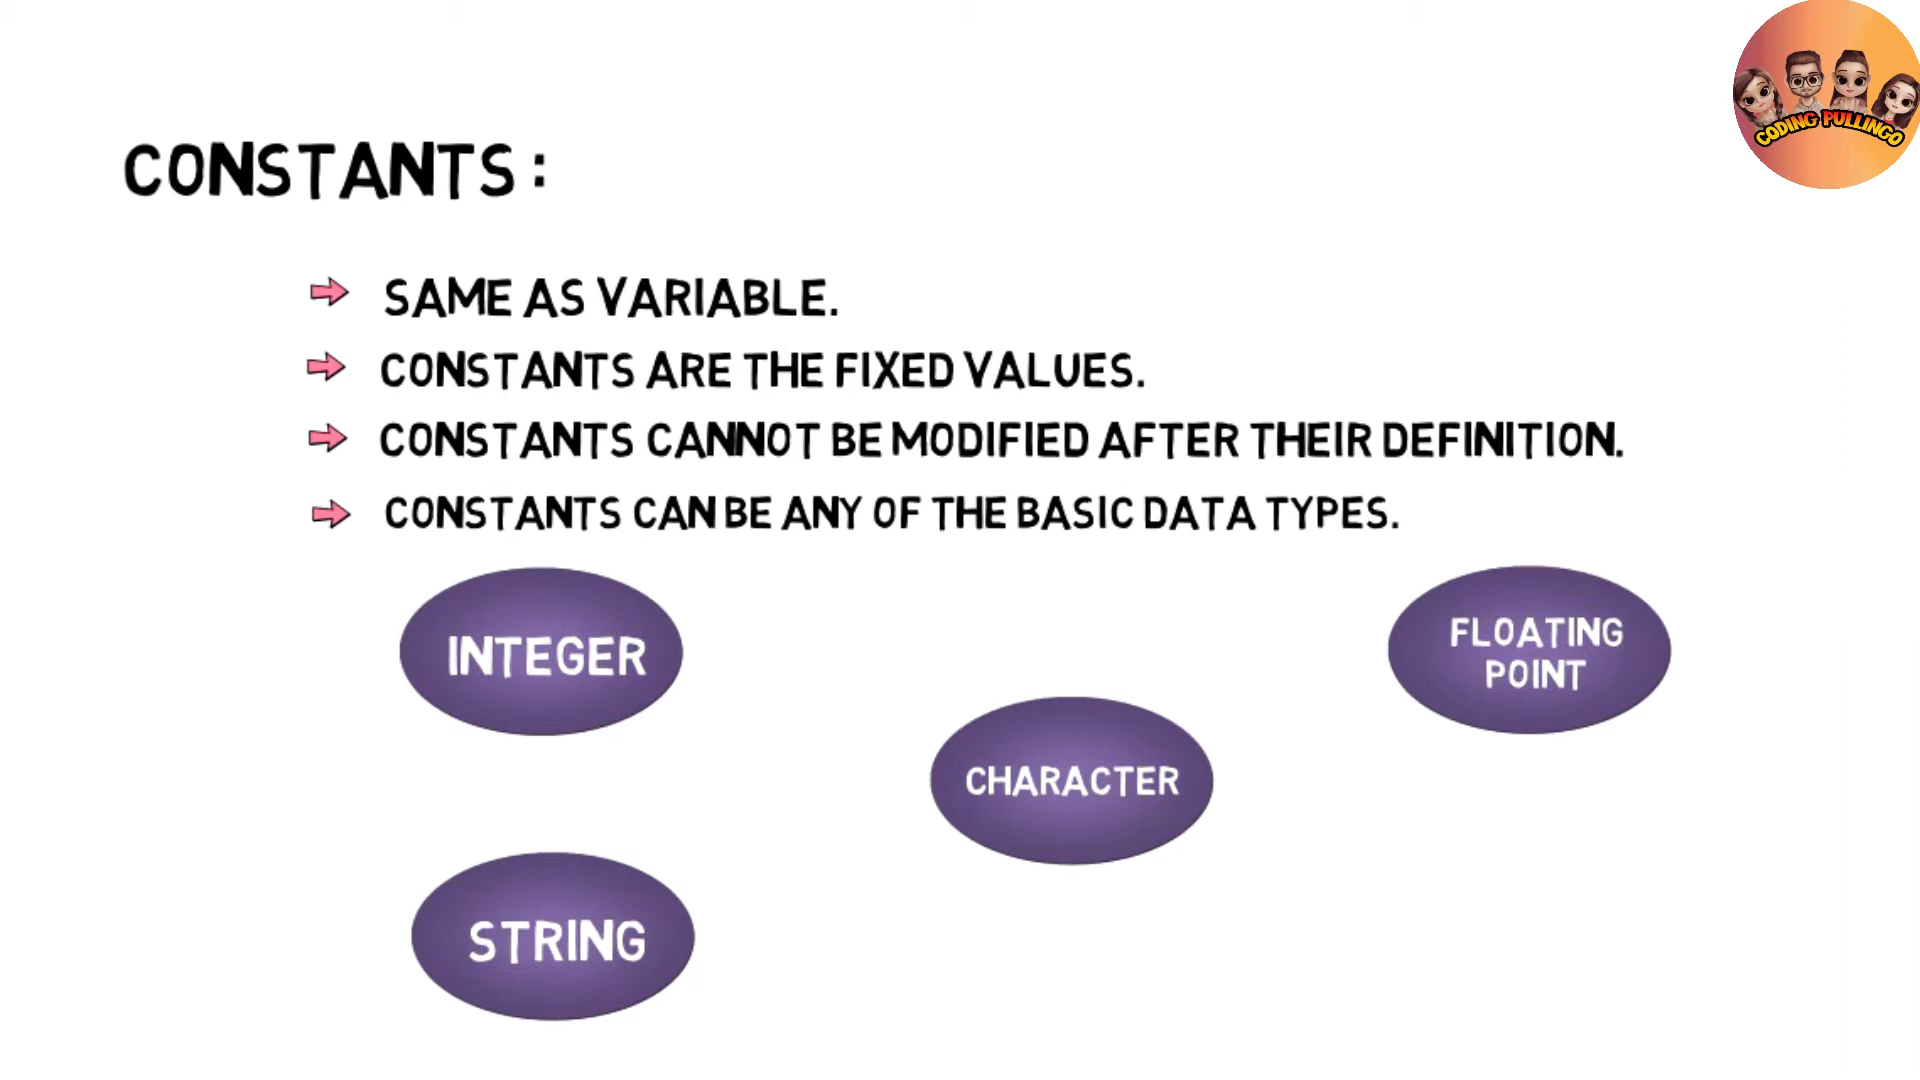 CODING PULLINGO
CONSTANTS :
SAME AS VARIABLE.
CONSTANTS ARE THE FIXED VALUES.
CONSTANTS CANNOT BE MODIFIED AFTER THEIR DEFINITION.
CONSTANTS CAN BE ANY OF THE BASIC DATA TYPES.
INTEGER
FLOATING
POINT
CHARACTER
STRING